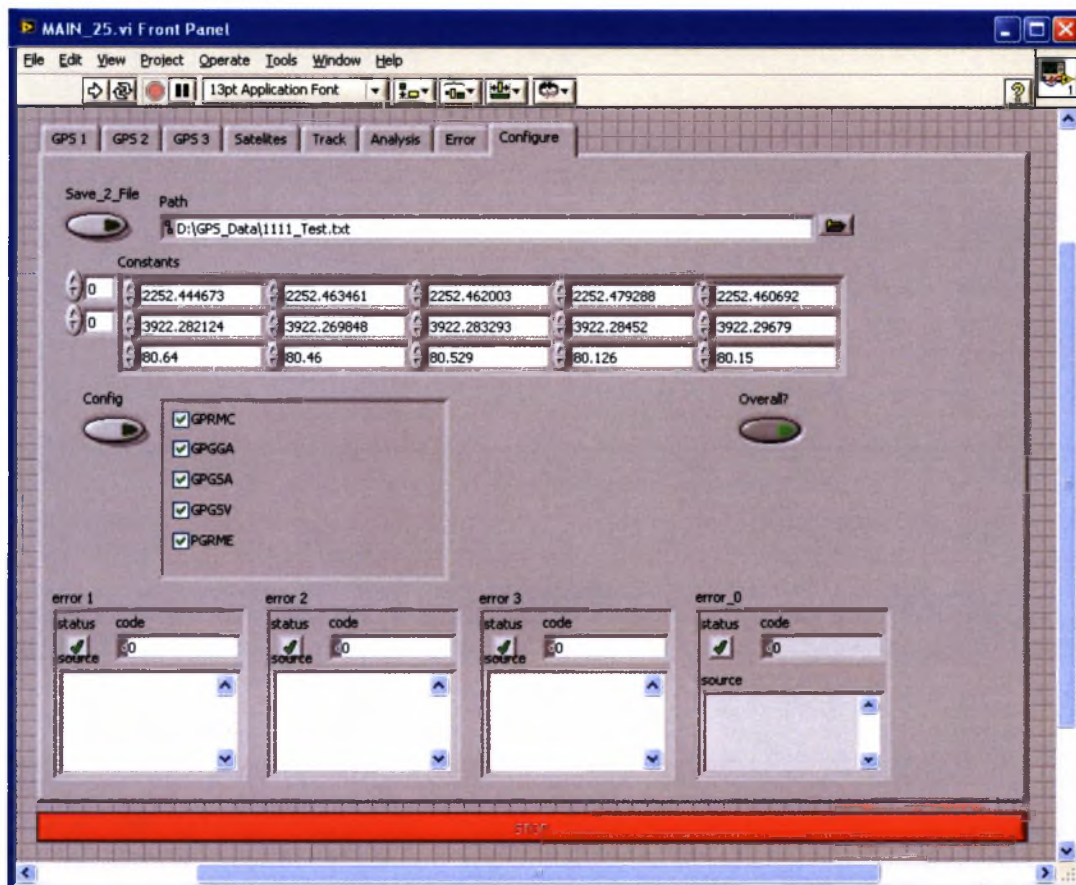 MAIN_25.vi Front Panel
File Edit View Project Operate Tools Window Help
13pt Application Font
1
GPS 1 GPS 2 GPS 3 Satelites Track Analysis Error Configure
Save_2_File
Path
D:\GPS_Data\1111_Test.txt
Constants
0 2252.444673 2252.463461 2252.462003 2252.479288 2252.460692
0 3922.282124 3922.269848 3922.283293 3922.28452 3922.29679
80.64 80.46 80.529 80.126 80.15
Config Overall?
GPRMC
GPGGA
GPGSA
GPGSV
PGRME
error 1 error 2 error 3 error_0
status code status code status code status code
0 0 0 0
source source source source
STOP